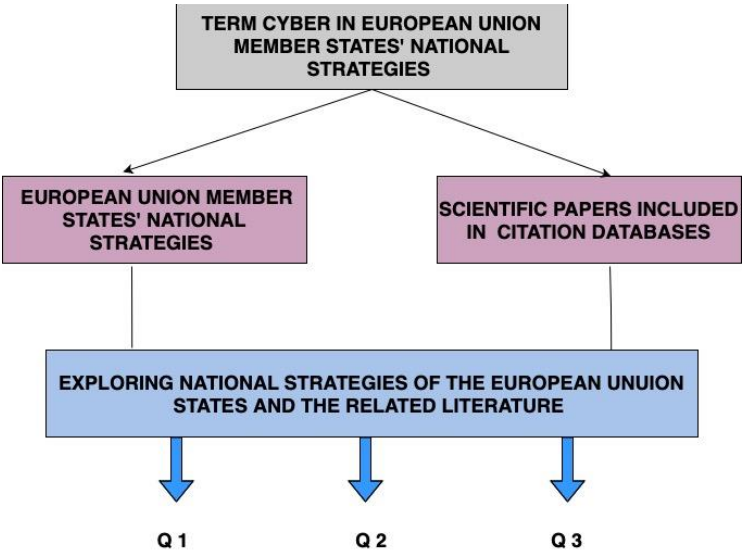 TERM CYBER IN EUROPEAN UNION
MEMBER STATES' NATIONAL
STRATEGIES
EUROPEAN UNION MEMBER
STATES' NATIONAL
STRATEGIES
SCIENTIFIC PAPERS INCLUDED
IN CITATION DATABASES
EXPLORING NATIONAL STRATEGIES OF THE EUROPEAN UNUION
STATES AND THE RELATED LITERATURE
Q 1
Q 2
Q 3